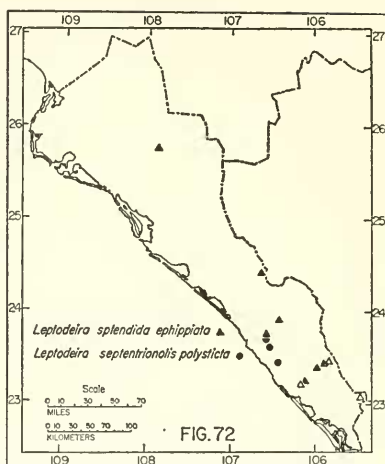 109 108 107 106
27 27
26 26
25 25
24 24
Leptodeira splendida ephippiata
Leptodeira septentrionolis polysticta
23 23
Scale
0 10 30 50 70
MILES
0 10 30 50 70 100
KILOMETERS
FIG. 72
109 108 107 106